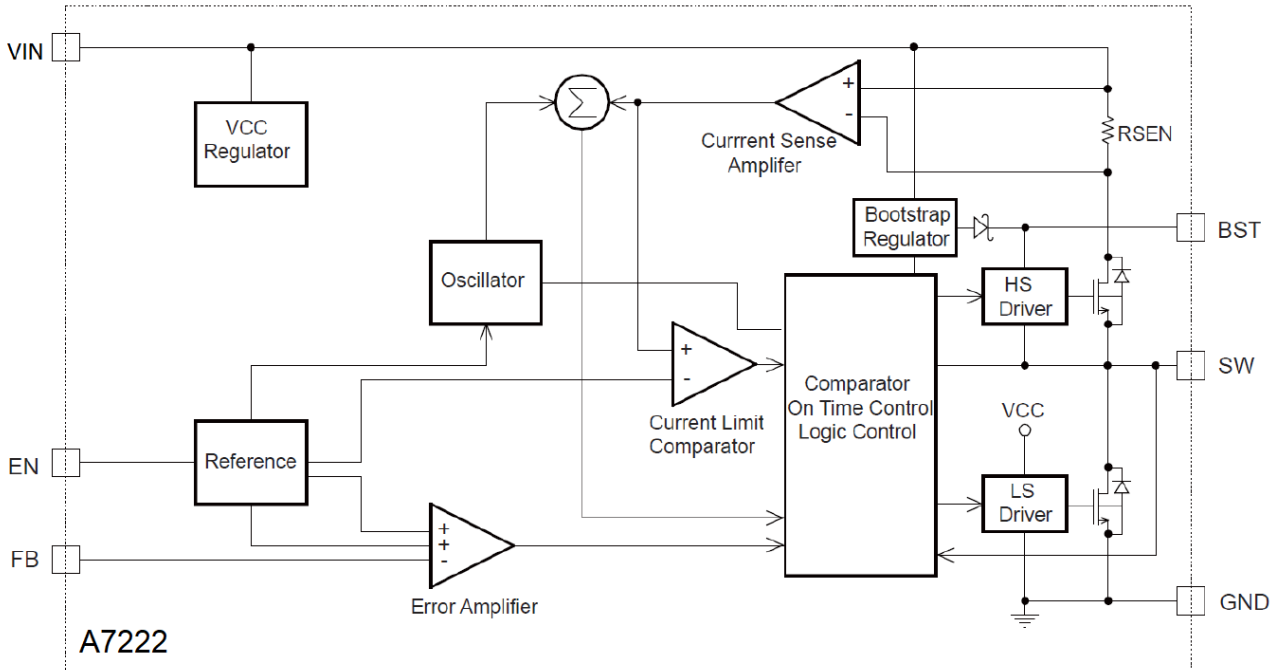 VIN
VCC
Regulator
Σ
+
-
Currrent Sense
Amplifer
RSEN
Bootstrap
Regulator
BST
Oscillator
HS
Driver
+
-
Current Limit
Comparator
Comparator
On Time Control
Logic Control
SW
VCC
EN
Reference
LS
Driver
+
+
-
Error Amplifier
FB
GND
A7222